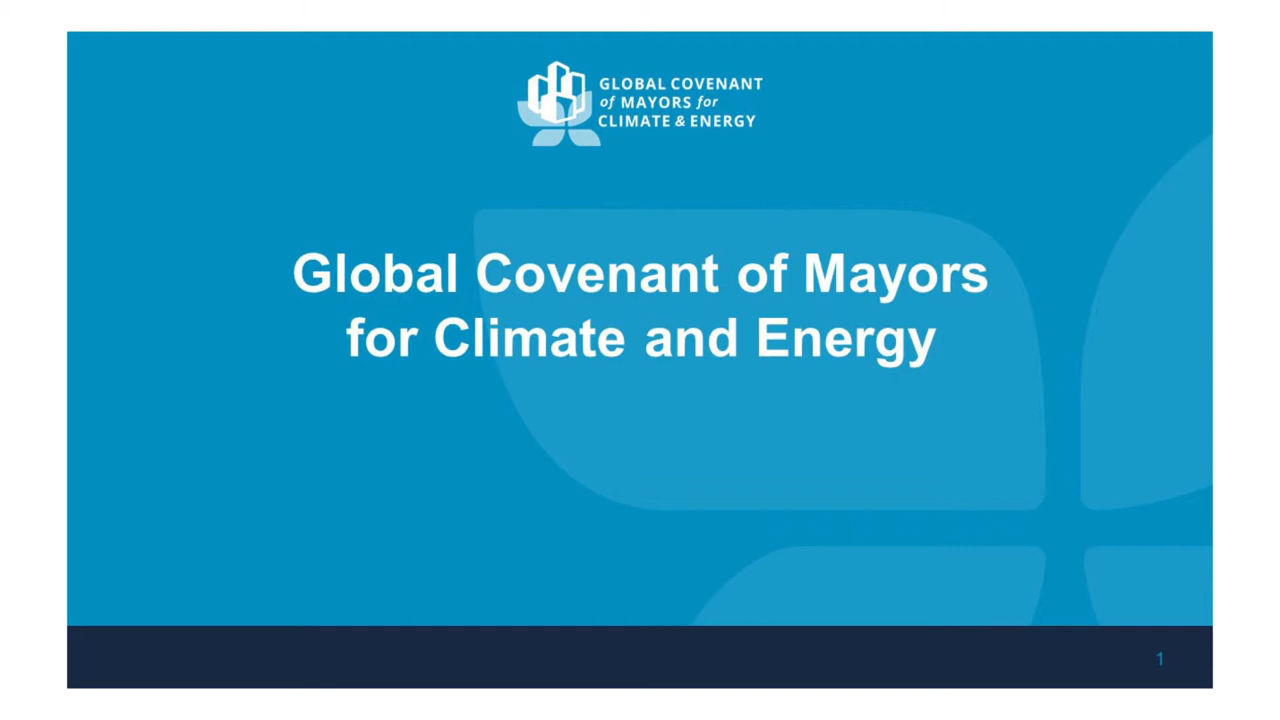 GLOBAL COVENANT
of MAYORS for
CLIMATE & ENERGY
Global Covenant of Mayors
for Climate and Energy
1